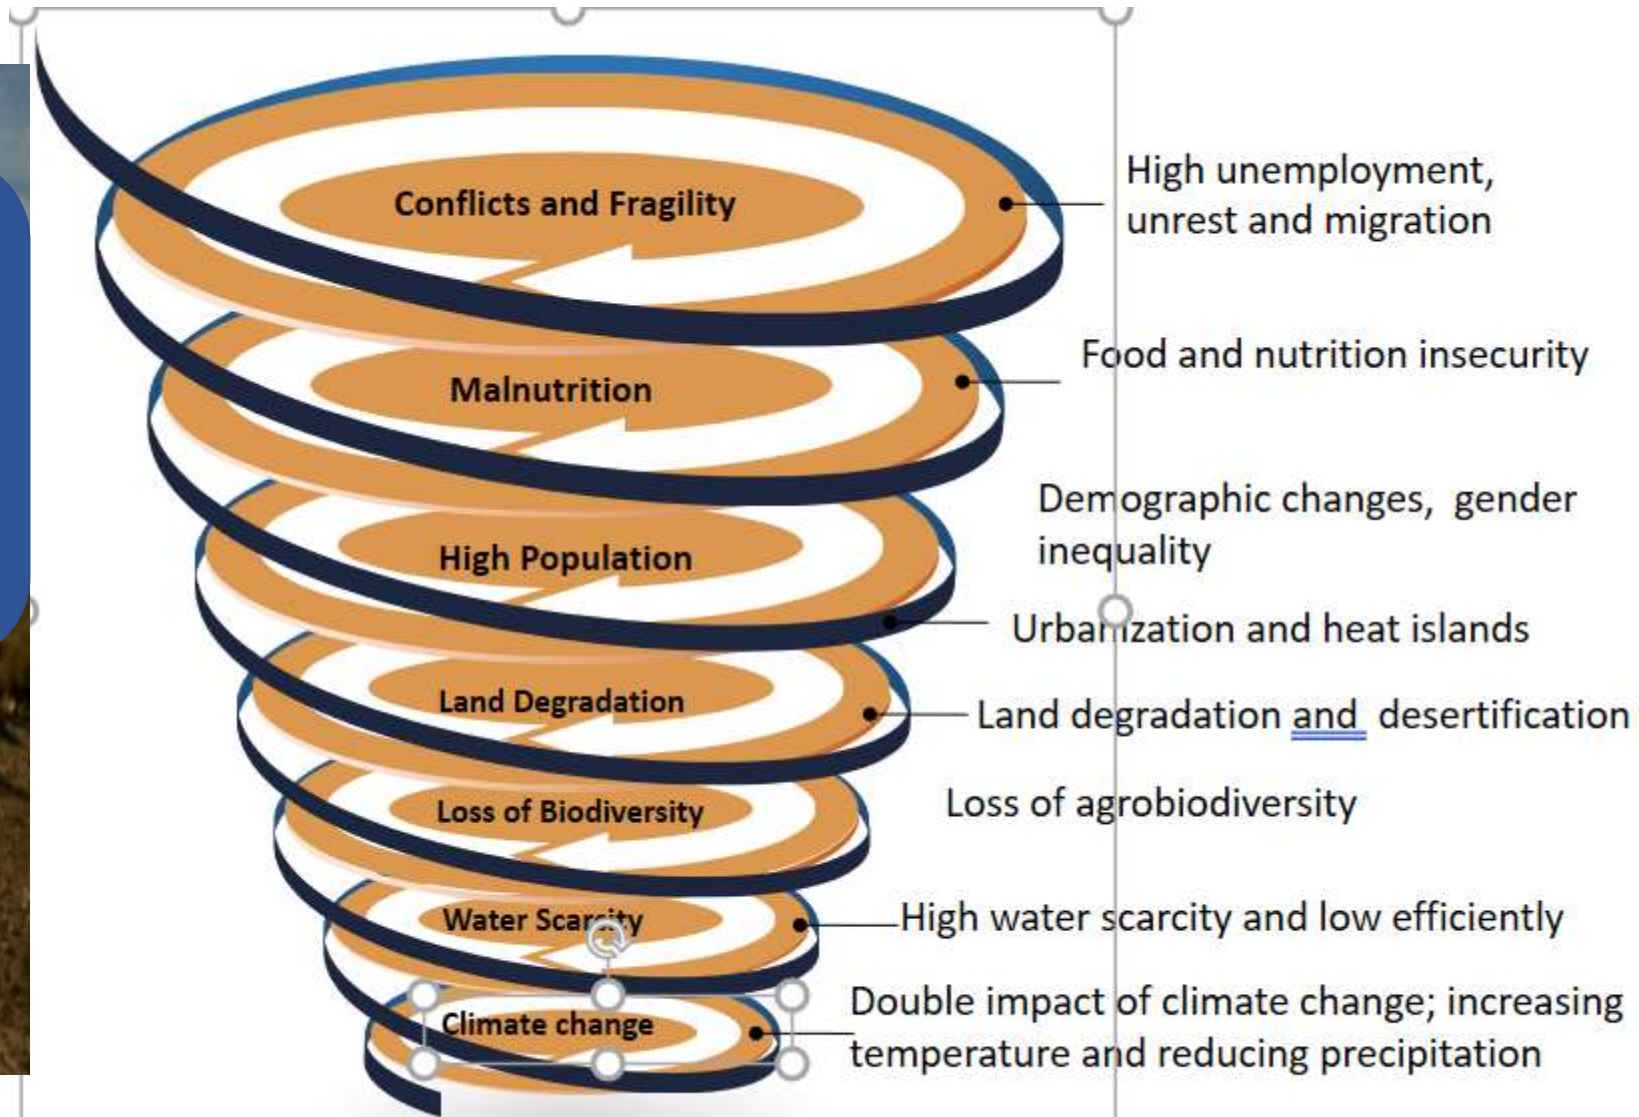 Conflicts and Fragility
High unemployment,
unrest and migration
Malnutrition
Food and nutrition insecurity
High Population
Demographic changes,  gender
inequality
Urbanization and heat islands
Land Degradation
Land degradation and  desertification
Loss of Biodiversity
Loss of agrobiodiversity
Water Scarcity
High water scarcity and low efficiently
Climate change
Double impact of climate change; increasing
temperature and reducing precipitation